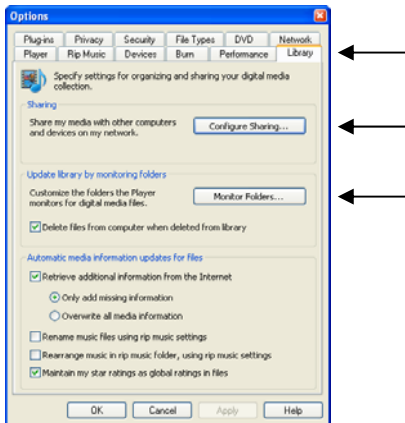 Options
Plug-ins Privacy Security File Types DVD Network
Player Rip Music Devices Burn Performance Library
Specify settings for organizing and sharing your digital media
collection.
Sharing
Share my media with other computers
and devices on my network.
Configure Sharing...
Update library by monitoring folders
Customize the folders the Player
monitors for digital media files.
Monitor Folders...
Delete files from computer when deleted from library
Automatic media information updates for files
Retrieve additional information from the Internet
Only add missing information
Overwrite all media information
Rename music files using rip music settings
Rearrange music in rip music folder, using rip music settings
Maintain my star ratings as global ratings in files
OK Cancel Apply Help